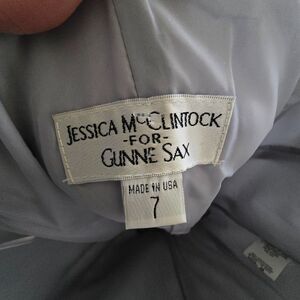 JESSICA McCLINTOCK
-FOR-
GUNNE SAX
MADE IN USA
7